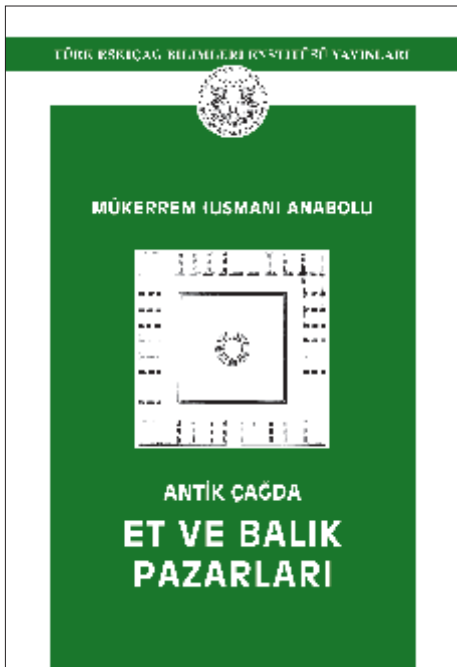 TÜRK ESKİÇAĞ BİLİMLERİ ENSTİTÜSÜ YAYINLARI
MÜKERREM (USMAN) ANABOLU
ANTİK ÇAĞDA
ET VE BALIK
PAZARLARI